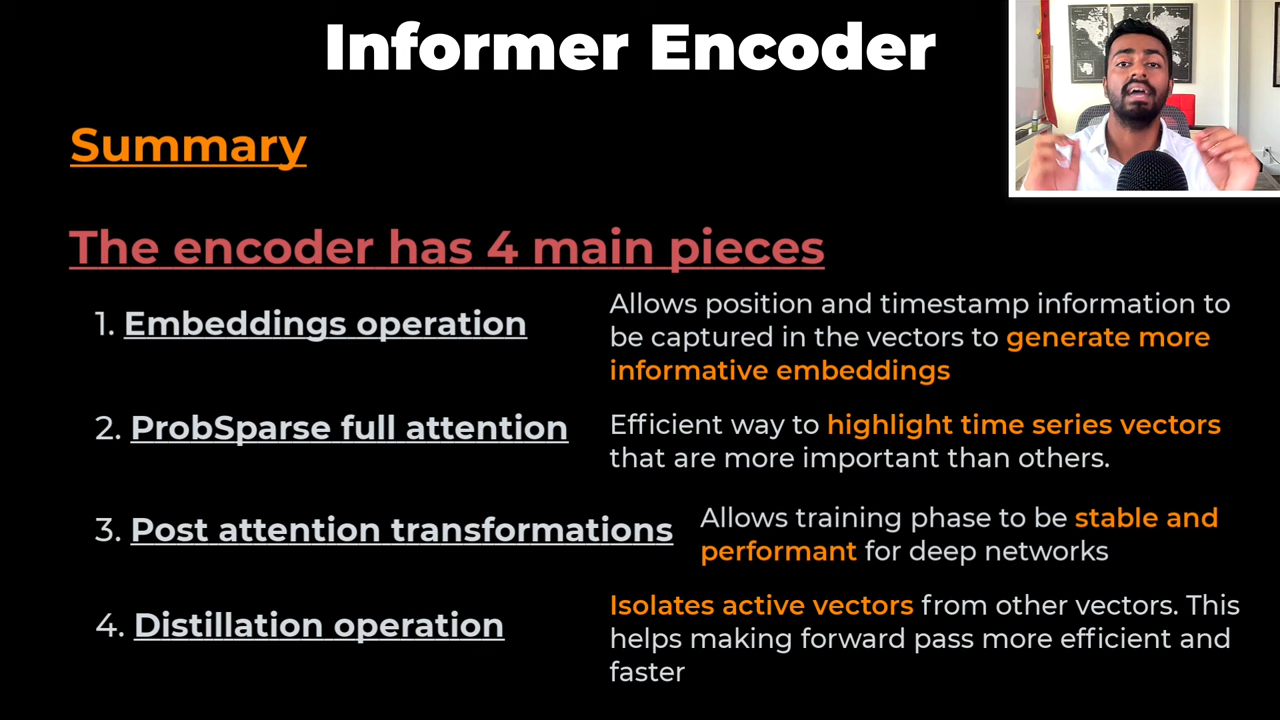 Informer Encoder
Summary
The encoder has 4 main pieces
1. Embeddings operation
Allows position and timestamp information to
be captured in the vectors to generate more
informative embeddings
2. ProbSparse full attention
Efficient way to highlight time series vectors
that are more important than others.
3. Post attention transformations
Allows training phase to be stable and
performant for deep networks
4. Distillation operation
Isolates active vectors from other vectors. This
helps making forward pass more efficient and
faster